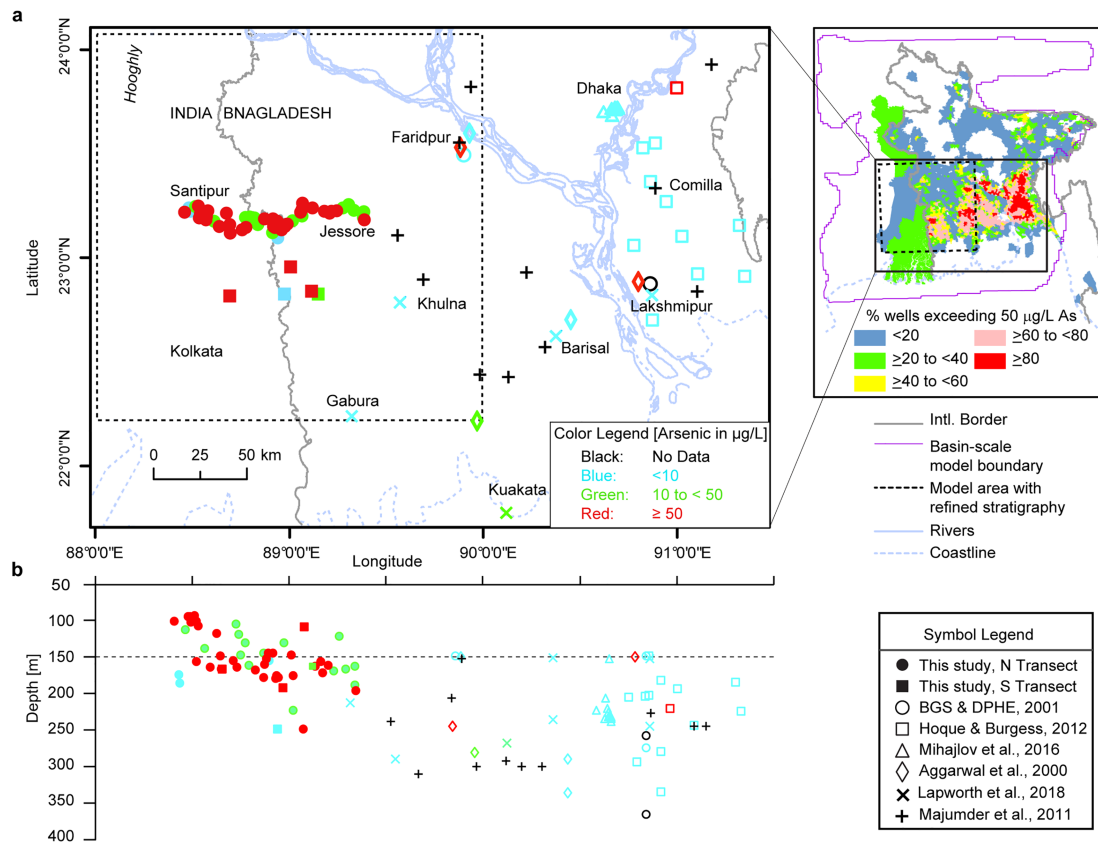 a
24°0'0"N
23°0'0"N
22°0'0"N
Latitude
Hooghly
INDIA
BNAGLADESH
Dhaka
Faridpur
Santipur
Comilla
Jessore
Khulna
Lakshmipur
Kolkata
Barisal
Gabura
Kuakata
0 25 50 km
Color Legend [Arsenic in µg/L]
Black: No Data
Blue: <10
Green: 10 to < 50
Red: ≥ 50
88°0'0"E
89°0'0"E
90°0'0"E
91°0'0"E
Longitude
% wells exceeding 50 µg/L As
<20
≥20 to <40
≥40 to <60
≥60 to <80
≥80
Intl. Border
Basin-scale
model boundary
Model area with
refined stratigraphy
Rivers
Coastline
b
50
100
150
200
250
300
350
400
Depth [m]
Symbol Legend
This study, N Transect
This study, S Transect
BGS & DPHE, 2001
Hoque & Burgess, 2012
Mihajlov et al., 2016
Aggarwal et al., 2000
Lapworth et al., 2018
Majumder et al., 2011